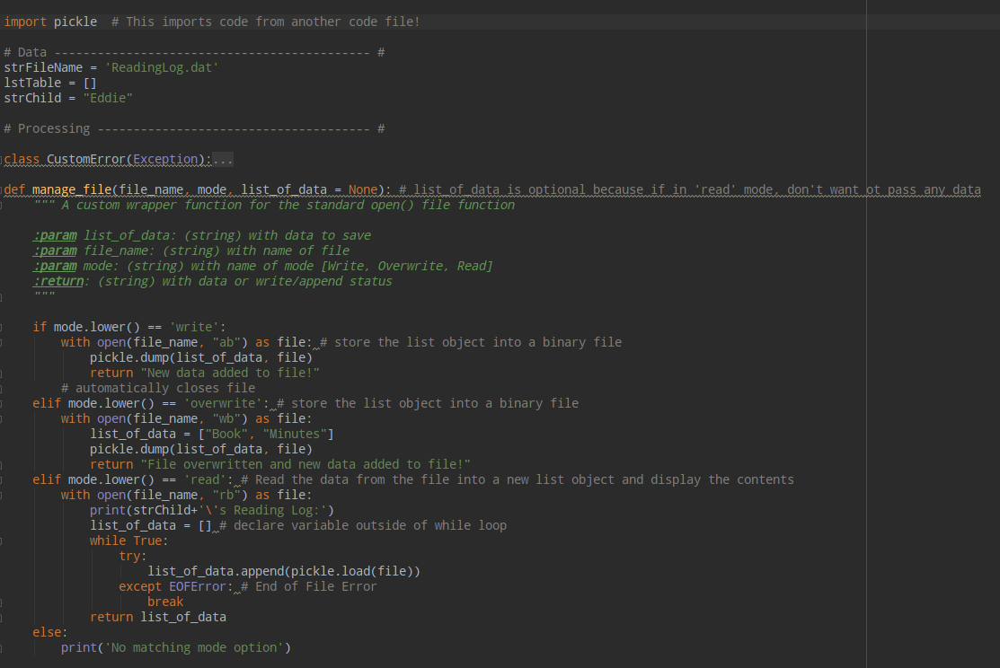 import pickle  # This imports code from another code file!
# Data -------------------------------------------- #
strFileName = 'ReadingLog.dat'
lstTable = []
strChild = "Eddie"
# Processing -------------------------------------- #
class CustomError(Exception):...
def manage_file(file_name, mode, list_of_data = None): # list_of_data is optional because if in 'read' mode, don't want ot pass any data
    """ A custom wrapper function for the standard open() file function
    :param list_of_data: (string) with data to save
    :param file_name: (string) with name of file
    :param mode: (string) with name of mode [Write, Overwrite, Read]
    :return: (string) with data or write/append status
    """
    if mode.lower() == 'write':
        with open(file_name, "ab") as file: # store the list object into a binary file
            pickle.dump(list_of_data, file)
            return "New data added to file!"
        # automatically closes file
    elif mode.lower() == 'overwrite': # store the list object into a binary file
        with open(file_name, "wb") as file:
            list_of_data = ["Book", "Minutes"]
            pickle.dump(list_of_data, file)
            return "File overwritten and new data added to file!"
    elif mode.lower() == 'read': # Read the data from the file into a new list object and display the contents
        with open(file_name, "rb") as file:
            print(strChild+'\'s Reading Log:')
            list_of_data = [] # declare variable outside of while loop
            while True:
                try:
                    list_of_data.append(pickle.load(file))
                except EOFError: # End of File Error
                    break
            return list_of_data
    else:
        print('No matching mode option')